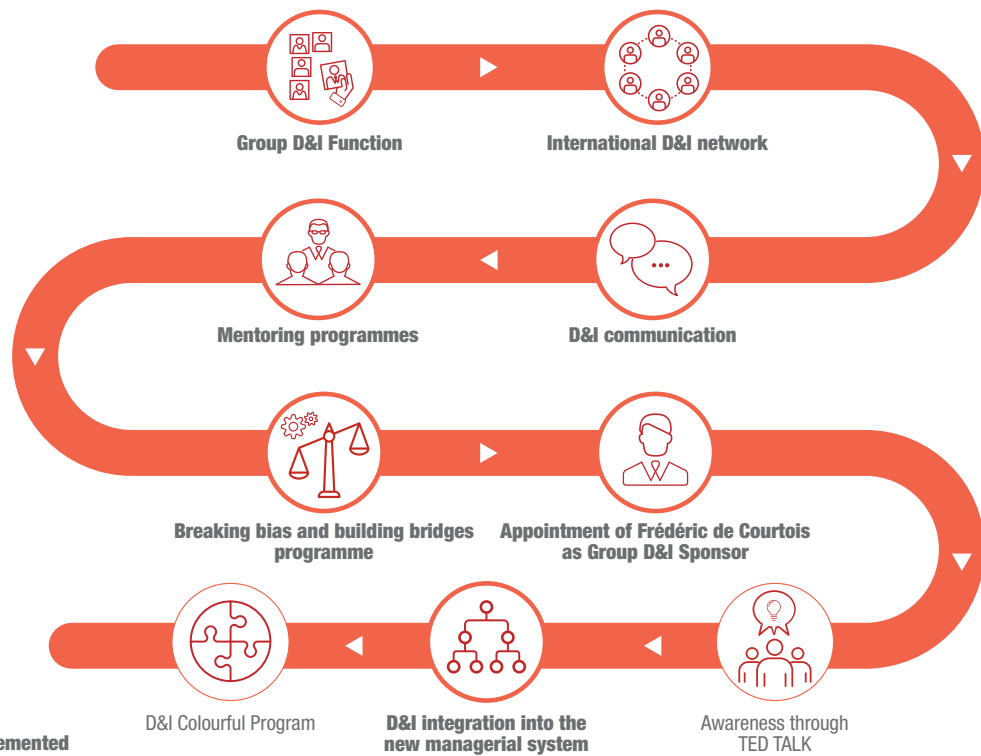 Group D&I Function
International D&I network
Mentoring programmes
D&I communication
Breaking bias and building bridges
programme
Appointment of Frédéric de Courtois
as Group D&I Sponsor
D&I Colourful Program
D&I integration into the
new managerial system
Awareness through
TED TALK
emented